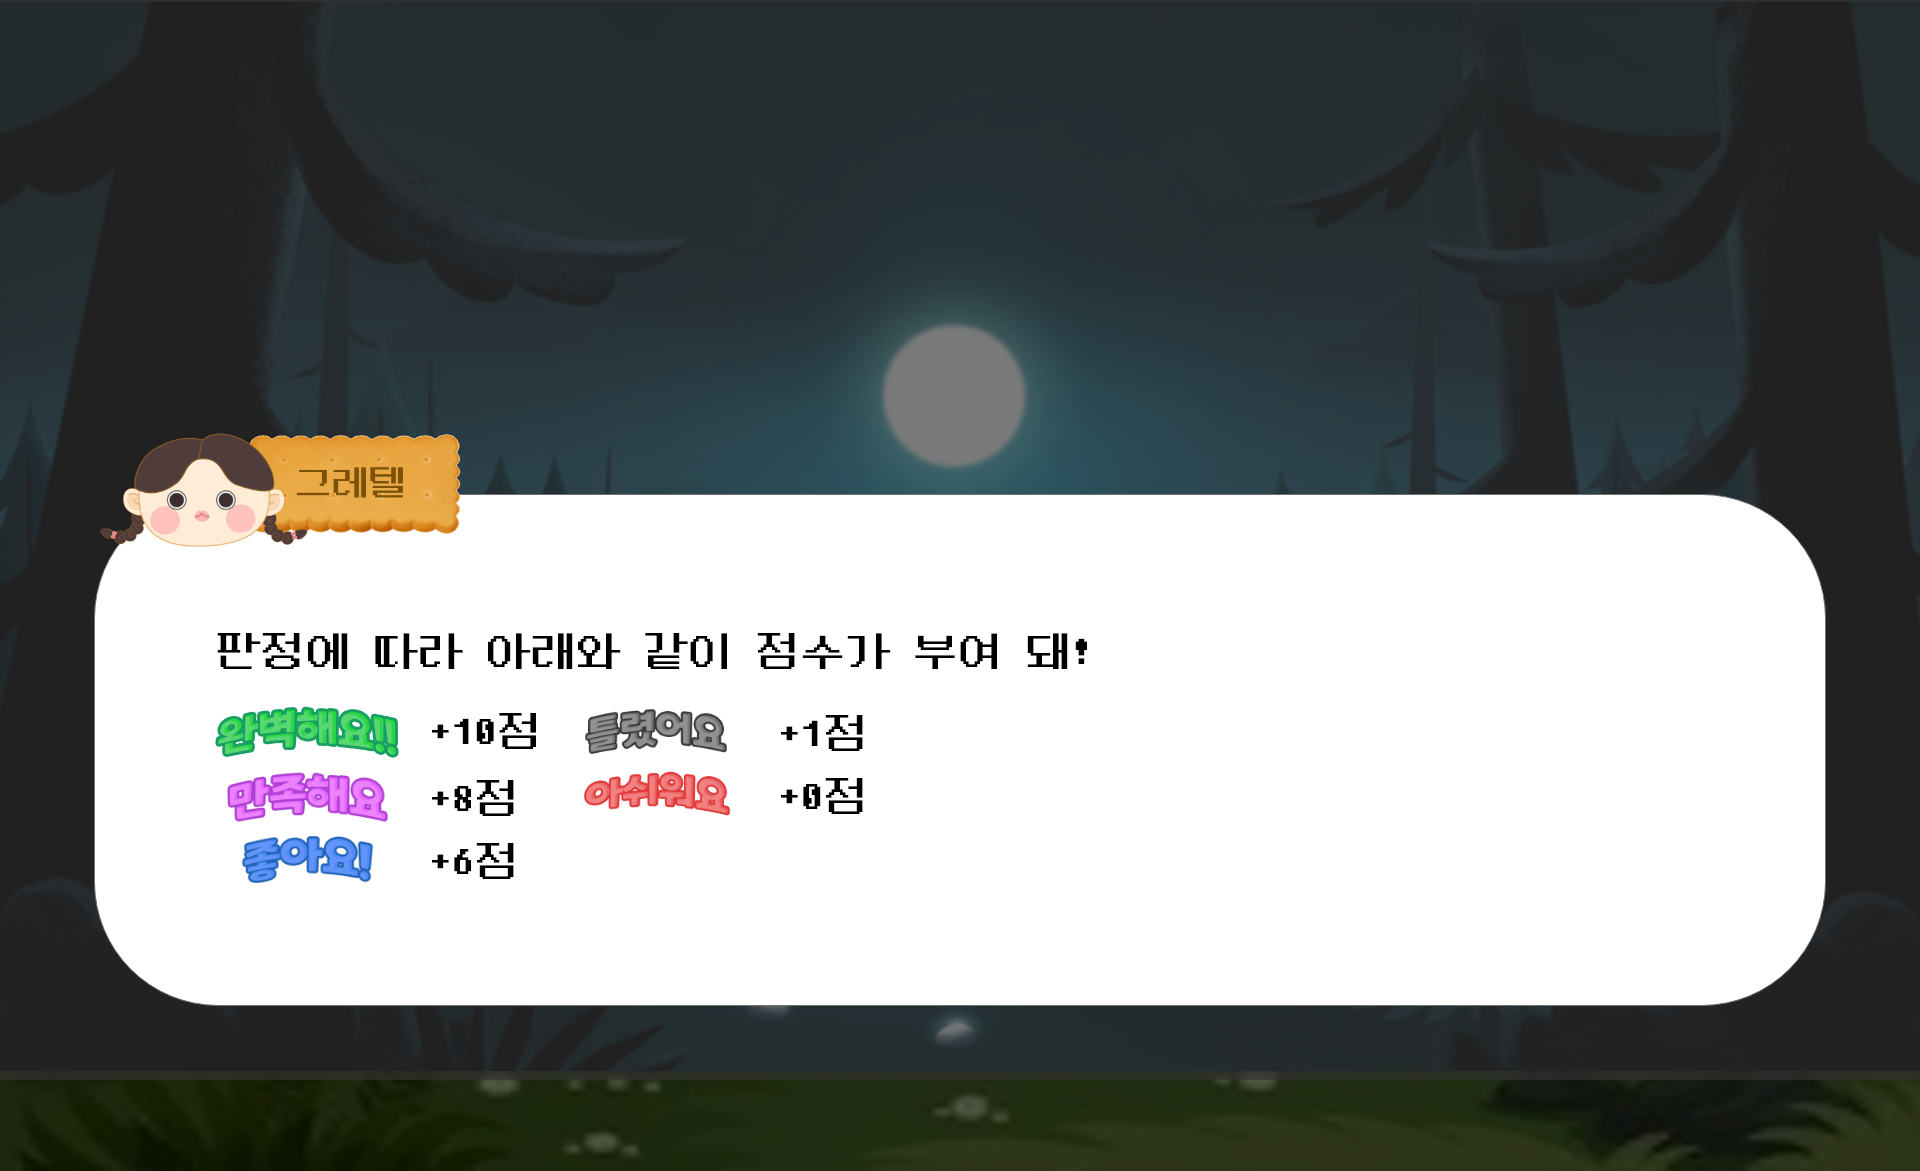 그레텔
판정에 따라 아래와 같이 점수가 부여 돼!
완벽해요!! +10점 틀렸어요 +1점
만족해요 +8점 아쉬워요 +0점
좋아요! +6점